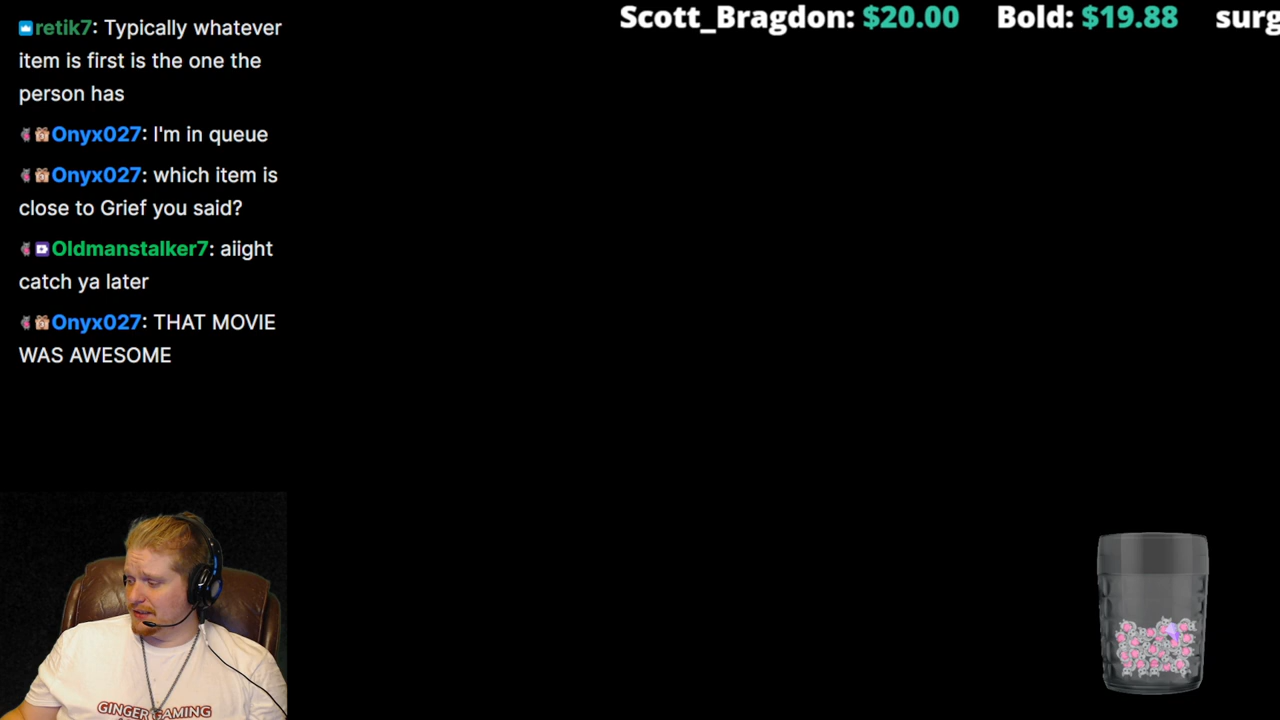 Scott_Bragdon: $20.00 Bold: $19.88 surg
retik7: Typically whatever
item is first is the one the
person has
Onyx027: I'm in queue
Onyx027: which item is
close to Grief you said?
Oldmanstalker7: aiight
catch ya later
Onyx027: THAT MOVIE
WAS AWESOME
GINGER GAMING